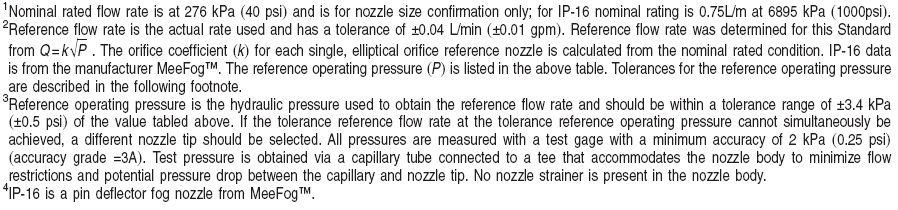 ¹Nominal rated flow rate is at 276 kPa (40 psi) and is for nozzle size confirmation only; for IP-16 nominal rating is 0.75L/m at 6895 kPa (1000psi).
²Reference flow rate is the actual rate used and has a tolerance of ±0.04 L/min (±0.01 gpm). Reference flow rate was determined for this Standard
from Q=k√P . The orifice coefficient (k) for each single, elliptical orifice reference nozzle is calculated from the nominal rated condition. IP-16 data
is from the manufacturer MeeFog™. The reference operating pressure (P) is listed in the above table. Tolerances for the reference operating pressure
are described in the following footnote.
³Reference operating pressure is the hydraulic pressure used to obtain the reference flow rate and should be within a tolerance range of ±3.4 kPa
(±0.5 psi) of the value tabled above. If the tolerance reference flow rate at the tolerance reference operating pressure cannot simultaneously be
achieved, a different nozzle tip should be selected. All pressures are measured with a test gage with a minimum accuracy of 2 kPa (0.25 psi)
(accuracy grade =3A). Test pressure is obtained via a capillary tube connected to a tee that accommodates the nozzle body to minimize flow
restrictions and potential pressure drop between the capillary and nozzle tip. No nozzle strainer is present in the nozzle body.
⁴IP-16 is a pin deflector fog nozzle from MeeFog™.